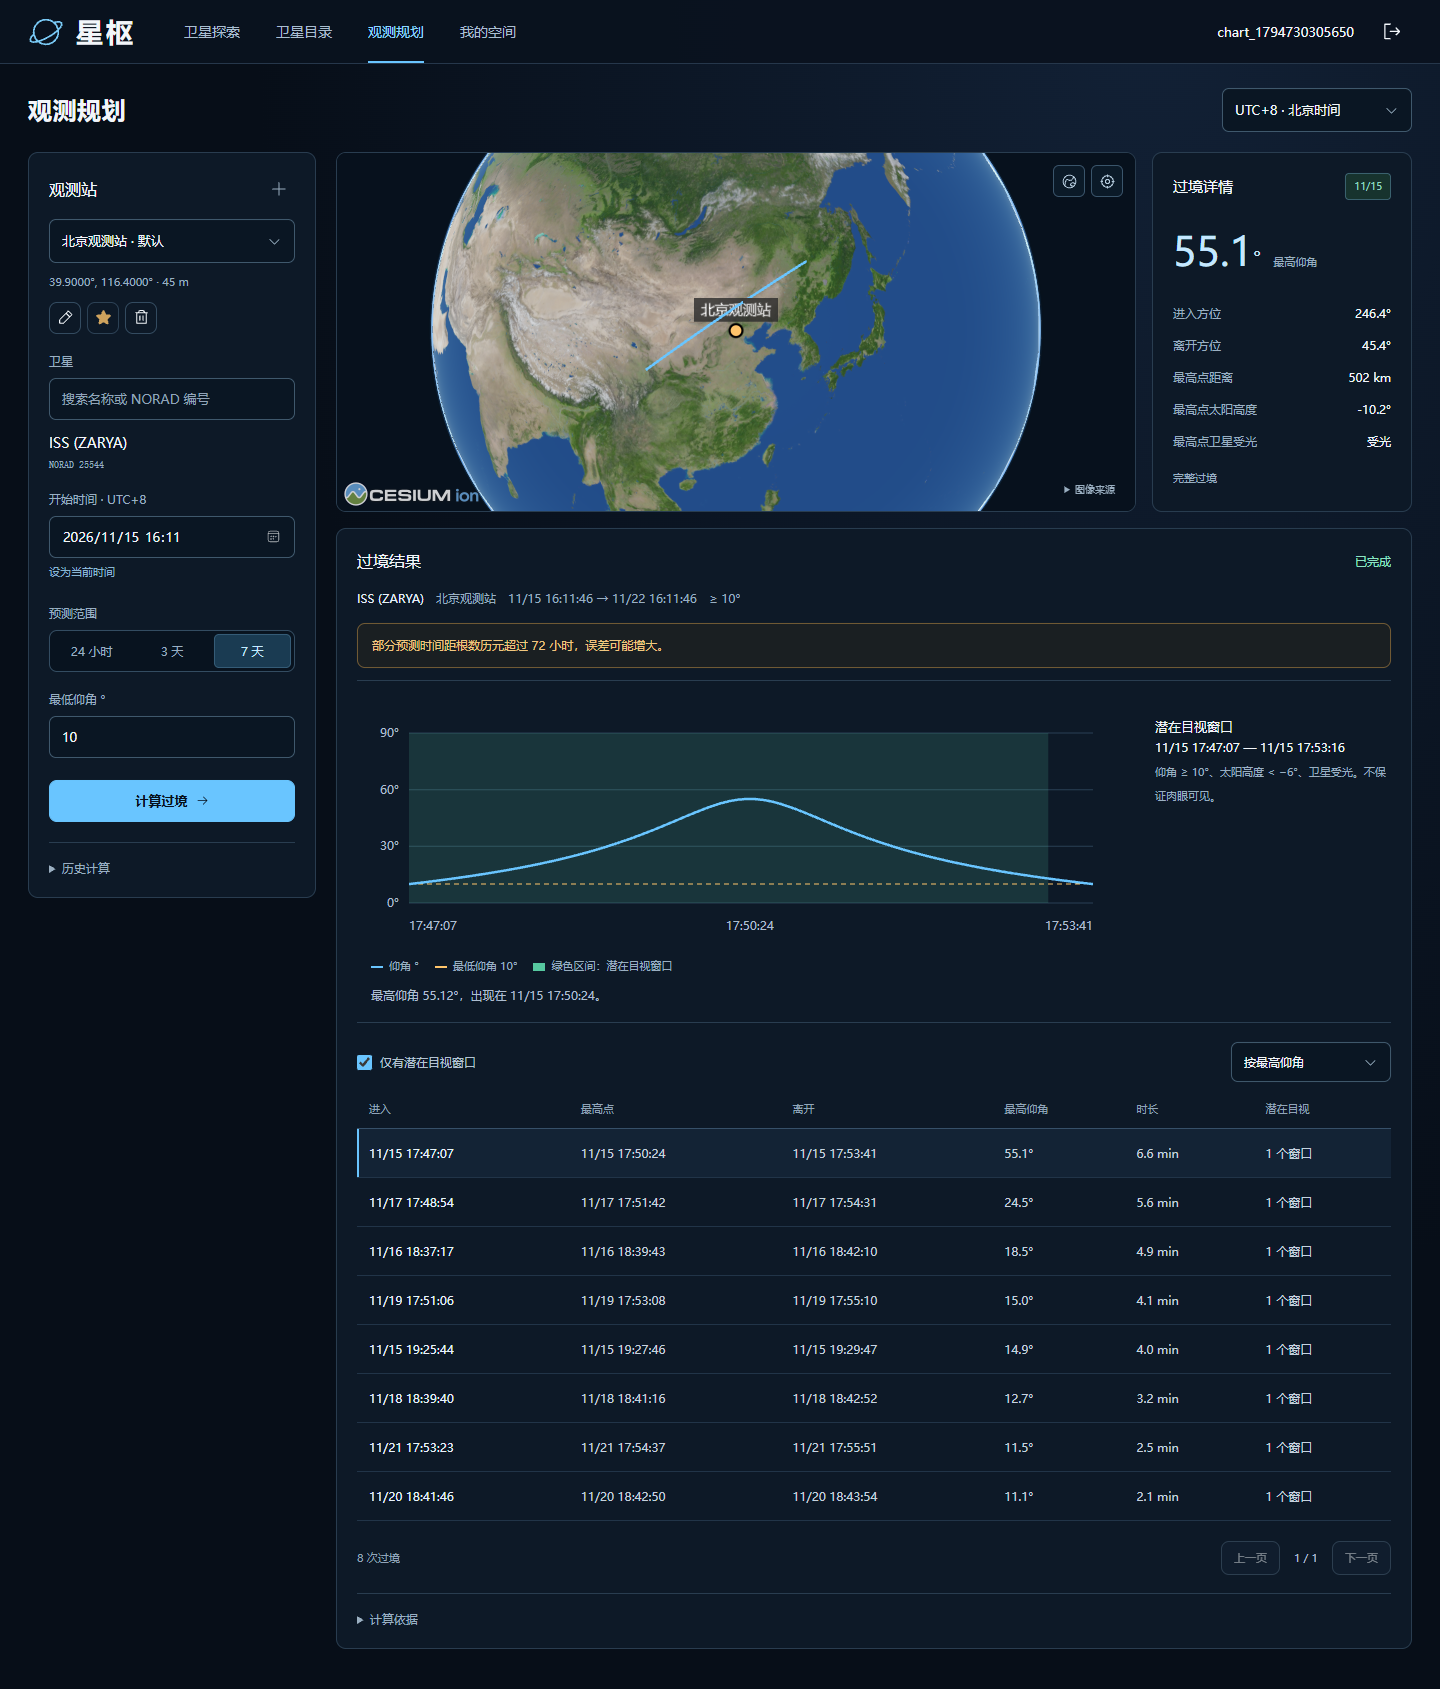 星枢
卫星探索 卫星目录 观测规划 我的空间
chart_1794730305650
观测规划
UTC+8 · 北京时间
观测站
北京观测站 · 默认
39.9000°, 116.4000° · 45 m
卫星
搜索名称或 NORAD 编号
ISS (ZARYA)
NORAD 25544
开始时间 · UTC+8
2026/11/15 16:11
设为当前时间
预测范围
24 小时 3 天 7 天
最低仰角 °
10
计算过境 →
历史计算
北京观测站
CESIUM ion
图像来源
过境详情
11/15
55.1° 最高仰角
进入方位 246.4°
离开方位 45.4°
最高点距离 502 km
最高点太阳高度 -10.2°
最高点卫星受光 受光
完整过境
过境结果
已完成
ISS (ZARYA) 北京观测站 11/15 16:11:46 → 11/22 16:11:46 ≥ 10°
部分预测时间距根数历元超过 72 小时，误差可能增大。
90°
60°
30°
0°
17:47:07 17:50:24 17:53:41
仰角 ° 最低仰角 10° 绿色区间：潜在目视窗口
最高仰角 55.12°，出现在 11/15 17:50:24。
潜在目视窗口
11/15 17:47:07 — 11/15 17:53:16
仰角 ≥ 10°、太阳高度 < −6°、卫星受光。不保
证肉眼可见。
仅有潜在目视窗口
按最高仰角
进入 最高点 离开 最高仰角 时长 潜在目视
11/15 17:47:07 11/15 17:50:24 11/15 17:53:41 55.1° 6.6 min 1 个窗口
11/17 17:48:54 11/17 17:51:42 11/17 17:54:31 24.5° 5.6 min 1 个窗口
11/16 18:37:17 11/16 18:39:43 11/16 18:42:10 18.5° 4.9 min 1 个窗口
11/19 17:51:06 11/19 17:53:08 11/19 17:55:10 15.0° 4.1 min 1 个窗口
11/15 19:25:44 11/15 19:27:46 11/15 19:29:47 14.9° 4.0 min 1 个窗口
11/18 18:39:40 11/18 18:41:16 11/18 18:42:52 12.7° 3.2 min 1 个窗口
11/21 17:53:23 11/21 17:54:37 11/21 17:55:51 11.5° 2.5 min 1 个窗口
11/20 18:41:46 11/20 18:42:50 11/20 18:43:54 11.1° 2.1 min 1 个窗口
8 次过境
上一页 1 / 1 下一页
计算依据